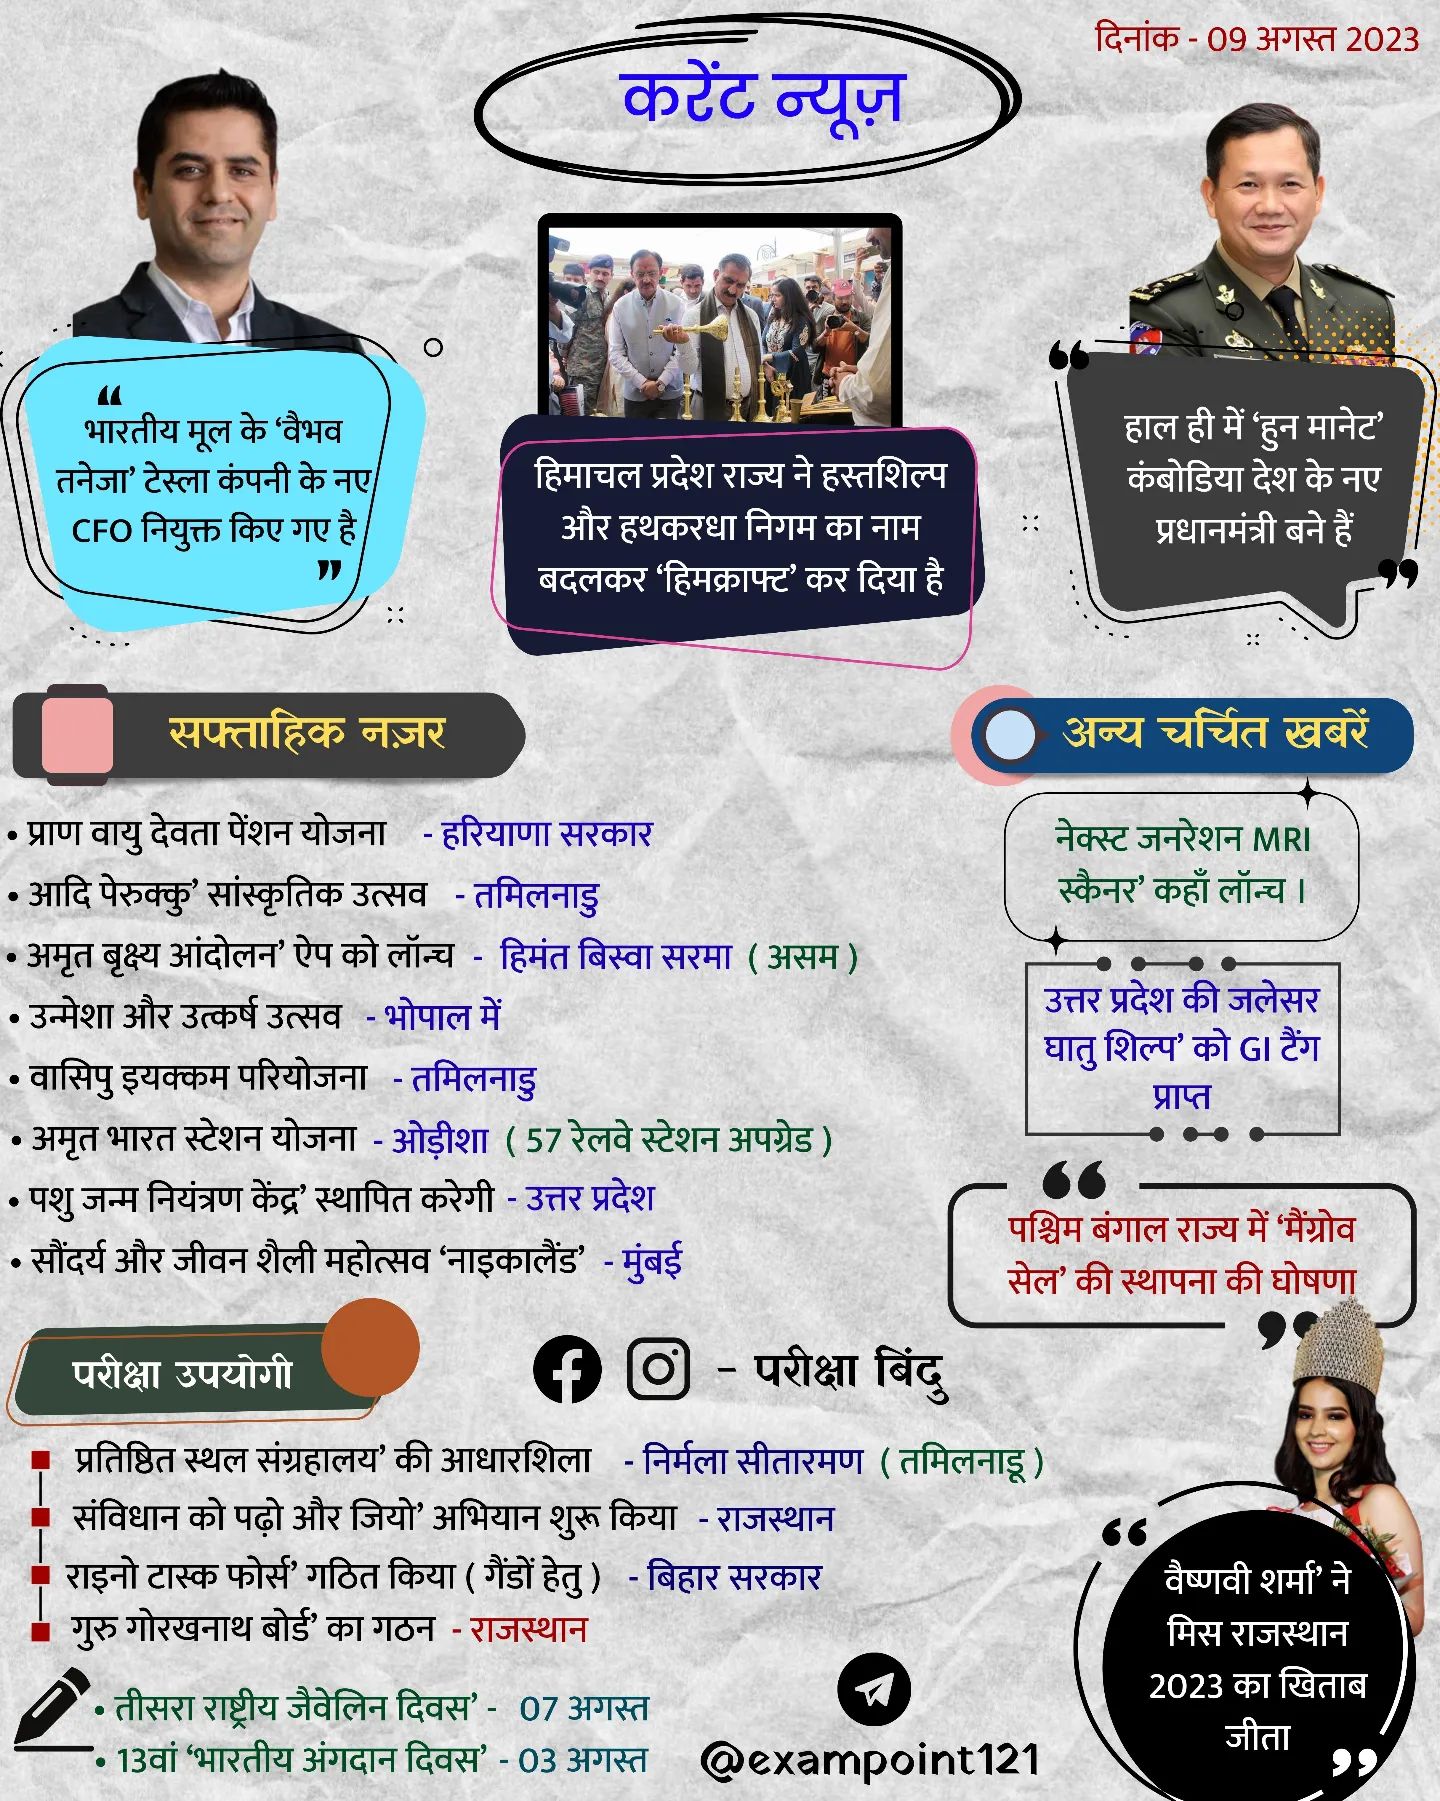 दिनांक - 09 अगस्त 2023
करेंट न्यूज़
भारतीय मूल के ‘वैभव
तनेजा’ टेस्ला कंपनी के नए
CFO नियुक्त किए गए है
हिमाचल प्रदेश राज्य ने हस्तशिल्प
और हथकरधा निगम का नाम
बदलकर ‘हिमक्राफ्ट’ कर दिया है
हाल ही में ‘हुन मानेट’
कंबोडिया देश के नए
प्रधानमंत्री बने हैं
सफ्ताहिक नज़र
• प्राण वायु देवता पेंशन योजना - हरियाणा सरकार
• आदि पेरुक्कु’ सांस्कृतिक उत्सव - तमिलनाडु
• अमृत बृक्ष्य आंदोलन’ ऐप को लॉन्च - हिमंत बिस्वा सरमा ( असम )
• उन्मेशा और उत्कर्ष उत्सव - भोपाल में
• वासिपु इयक्कम परियोजना - तमिलनाडु
• अमृत भारत स्टेशन योजना - ओड़ीशा ( 57 रेलवे स्टेशन अपग्रेड )
• पशु जन्म नियंत्रण केंद्र’ स्थापित करेगी - उत्तर प्रदेश
• सौंदर्य और जीवन शैली महोत्सव ‘नाइकालैंड’ - मुंबई
अन्य चर्चित खबरें
नेक्स्ट जनरेशन MRI
स्कैनर’ कहाँ लॉन्च ।
उत्तर प्रदेश की जलेसर
घातु शिल्प’ को GI टैंग
प्राप्त
पश्चिम बंगाल राज्य में ‘मैंग्रोव
सेल’ की स्थापना की घोषणा
परीक्षा उपयोगी
- परीक्षा बिंदु
प्रतिष्ठित स्थल संग्रहालय’ की आधारशिला - निर्मला सीतारमण ( तमिलनाडू )
संविधान को पढ़ो और जियो’ अभियान शुरू किया - राजस्थान
राइनो टास्क फोर्स’ गठित किया ( गैंडों हेतु ) - बिहार सरकार
गुरु गोरखनाथ बोर्ड’ का गठन - राजस्थान
• तीसरा राष्ट्रीय जैवेलिन दिवस’ - 07 अगस्त
• 13वां ‘भारतीय अंगदान दिवस’ - 03 अगस्त
@exampoint121
वैष्णवी शर्मा’ ने
मिस राजस्थान
2023 का खिताब
जीता